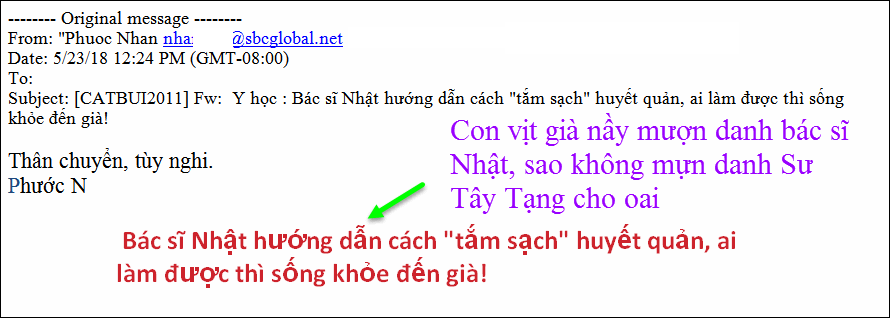 -------- Original message --------
From: "Phuoc Nhan nha: @sbcglobal.net
Date: 5/23/18 12:24 PM (GMT-08:00)
To:
Subject: [CATBUI2011] Fw: Y học : Bác sĩ Nhật hướng dẫn cách "tắm sạch" huyết quản, ai làm được thì sống
khỏe đến già!
Thân chuyển, tùy nghi.
Phước N
Con vịt già nầy mượn danh bác sĩ
Nhật, sao không mựn danh Sư
Tây Tạng cho oai
Bác sĩ Nhật hướng dẫn cách "tắm sạch" huyết quản, ai
làm được thì sống khỏe đến già!